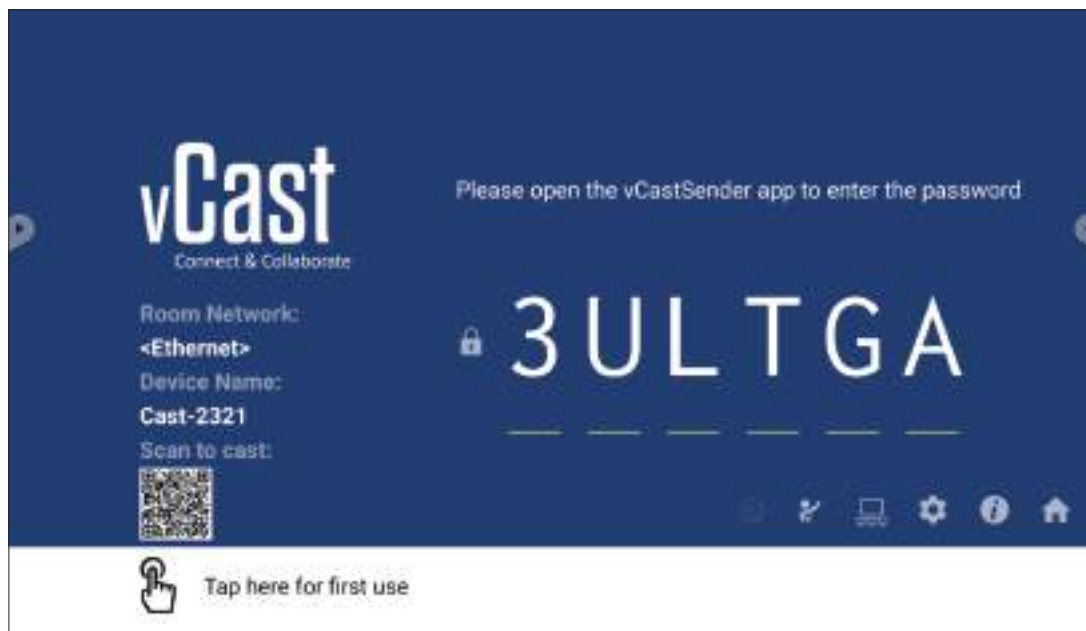 vCast
Connect & Collaborate
Room Network:
<Ethernet>
Device Name:
Cast-2321
Scan to cast:
Please open the vCastSender app to enter the password
3ULTGA
Tap here for first use